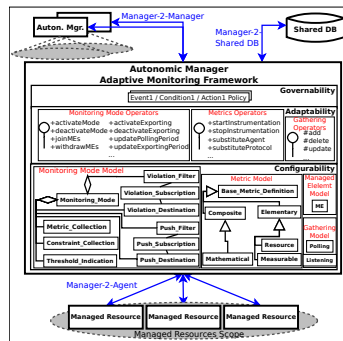 Manager-2-Manager
Auton. Mgr.
Manager-2-
Shared DB
Shared DB
Autonomic Manager
Adaptive Monitoring Framework
Governability
Event1 / Condition1 / Action1 Policy
Adaptability
Monitoring Mode Operators
+activateMode +activateExporting
+deactivateMode +deactivateExporting
+joinMEs +updatePollingPeriod
+withdrawMEs +updateExportingPeriod
...
Metrics Operators
+startInstrumentation
+stopInstrumentation
+substituteAgent
+substituteProtocol
...
Gathering
Operators
#add
#delete
#update
...
Configurability
Monitoring Mode Model
Violation_Filter
Violation_Subscription
Monitoring_Mode
Violation_Destination
Metric_Collection
Push_Filter
Constraint_Collection
Push_Subscription
Threshold_Indication
Push_Destination
Metric Model
Base_Metric_Definition
Composite
Elementary
Resource
Mathematical
Measurable
Managed
Elelemt Model
ME
Gathering
Model
Polling
Listening
Manager-2-Agent
Managed Resource
Managed Resource
Managed Resource
Managed Resources Scope